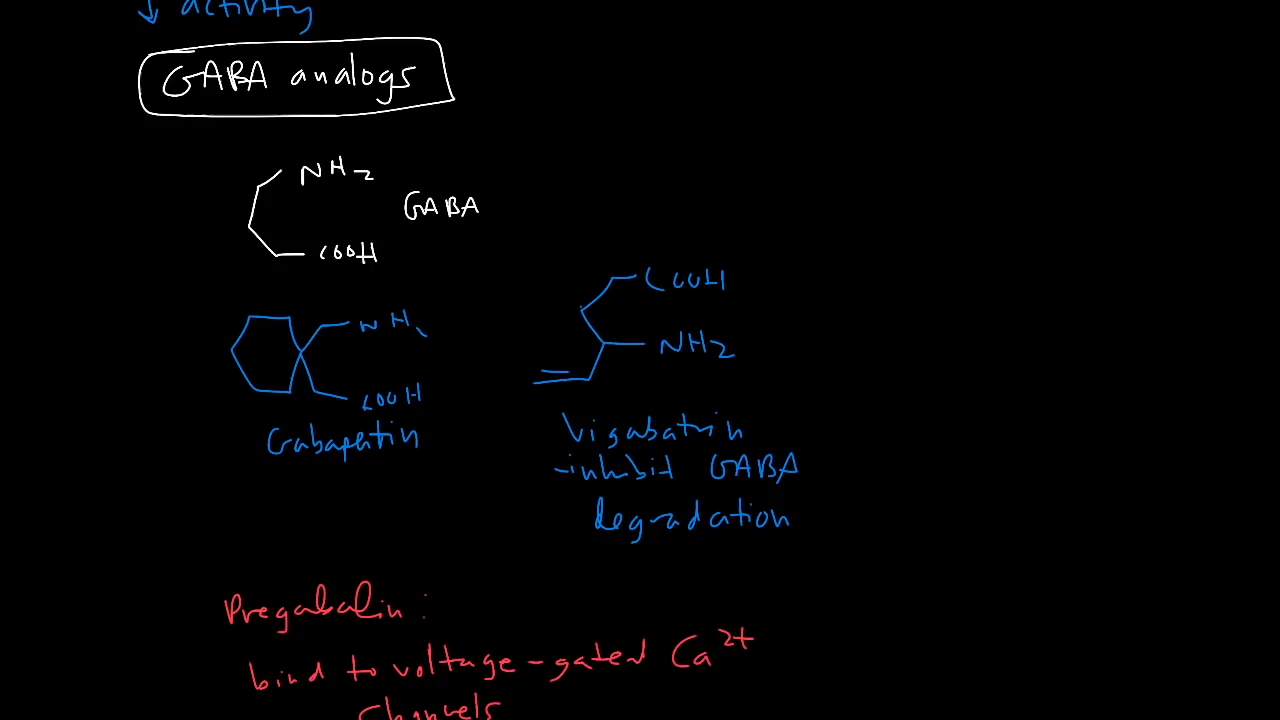 ↓ activity
GABA analogs
NH2
GABA
COOH
COOH
NH2
NH2
COOH
Gabapetin
Vigabatrin
-inhibit GABA
degradation
Pregabalin:
bind to voltage-gated Ca2+
channels